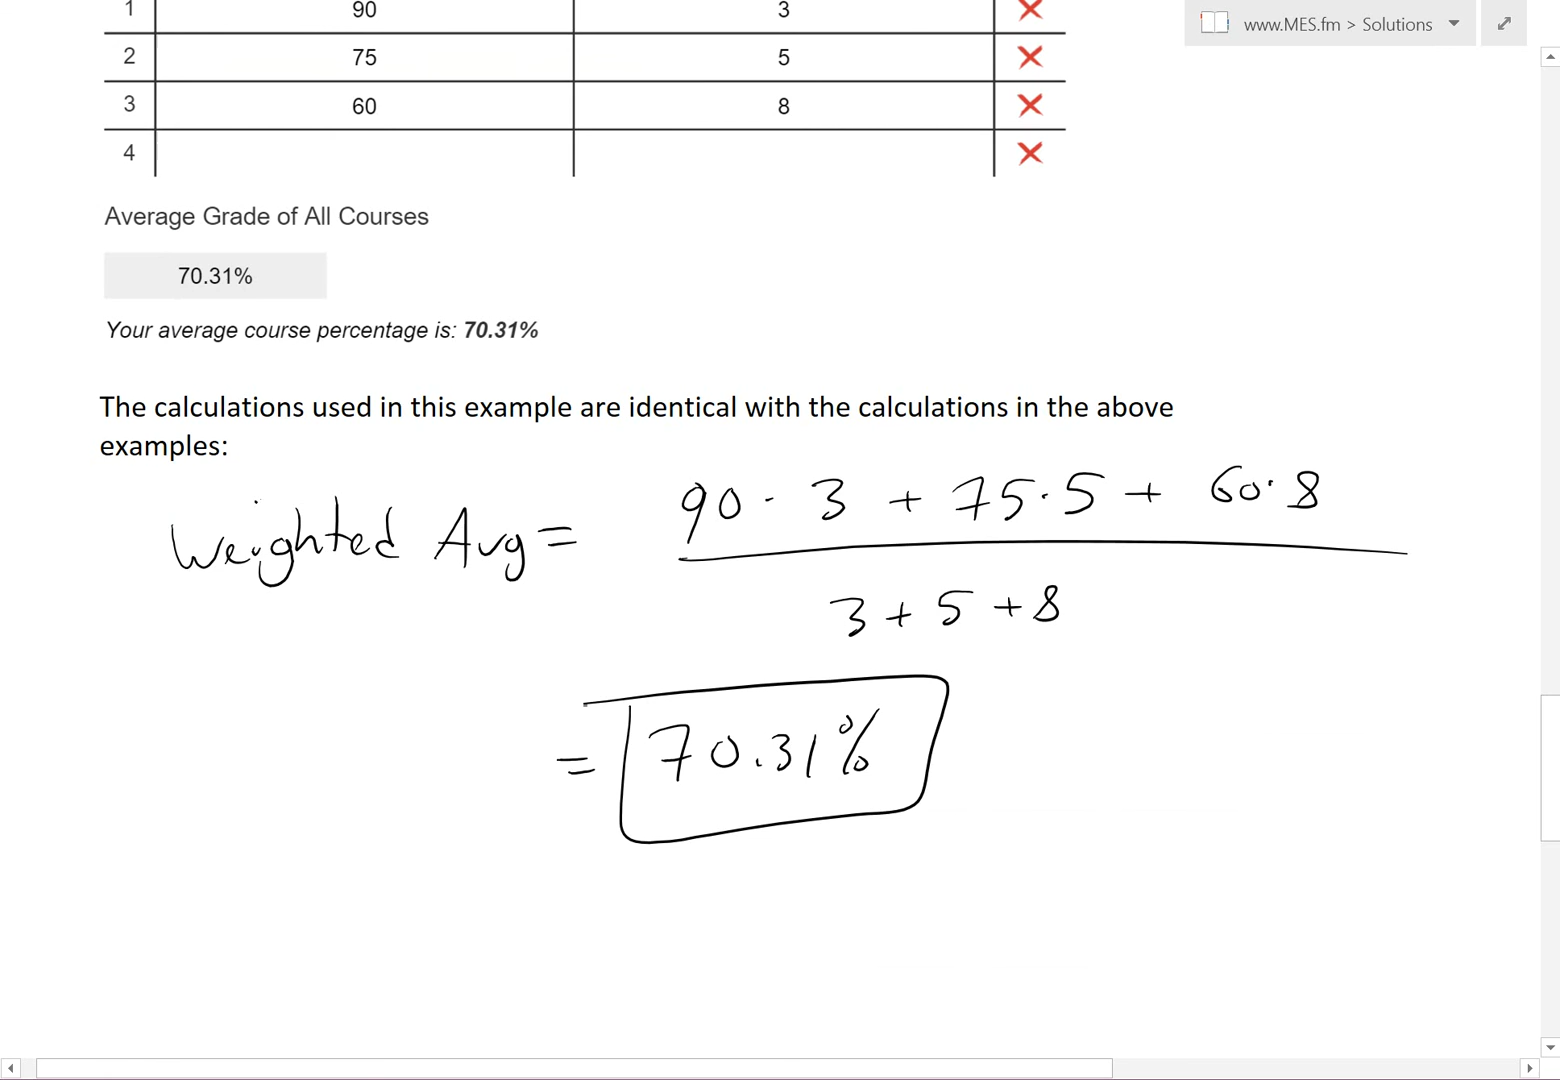 www.MES.fm > Solutions
1 90 3
2 75 5
3 60 8
4
Average Grade of All Courses
70.31%
Your average course percentage is: 70.31%
The calculations used in this example are identical with the calculations in the above
examples:
Weighted Avg = 90 · 3 + 75 · 5 + 60 · 8
3 + 5 + 8
= 70.31%